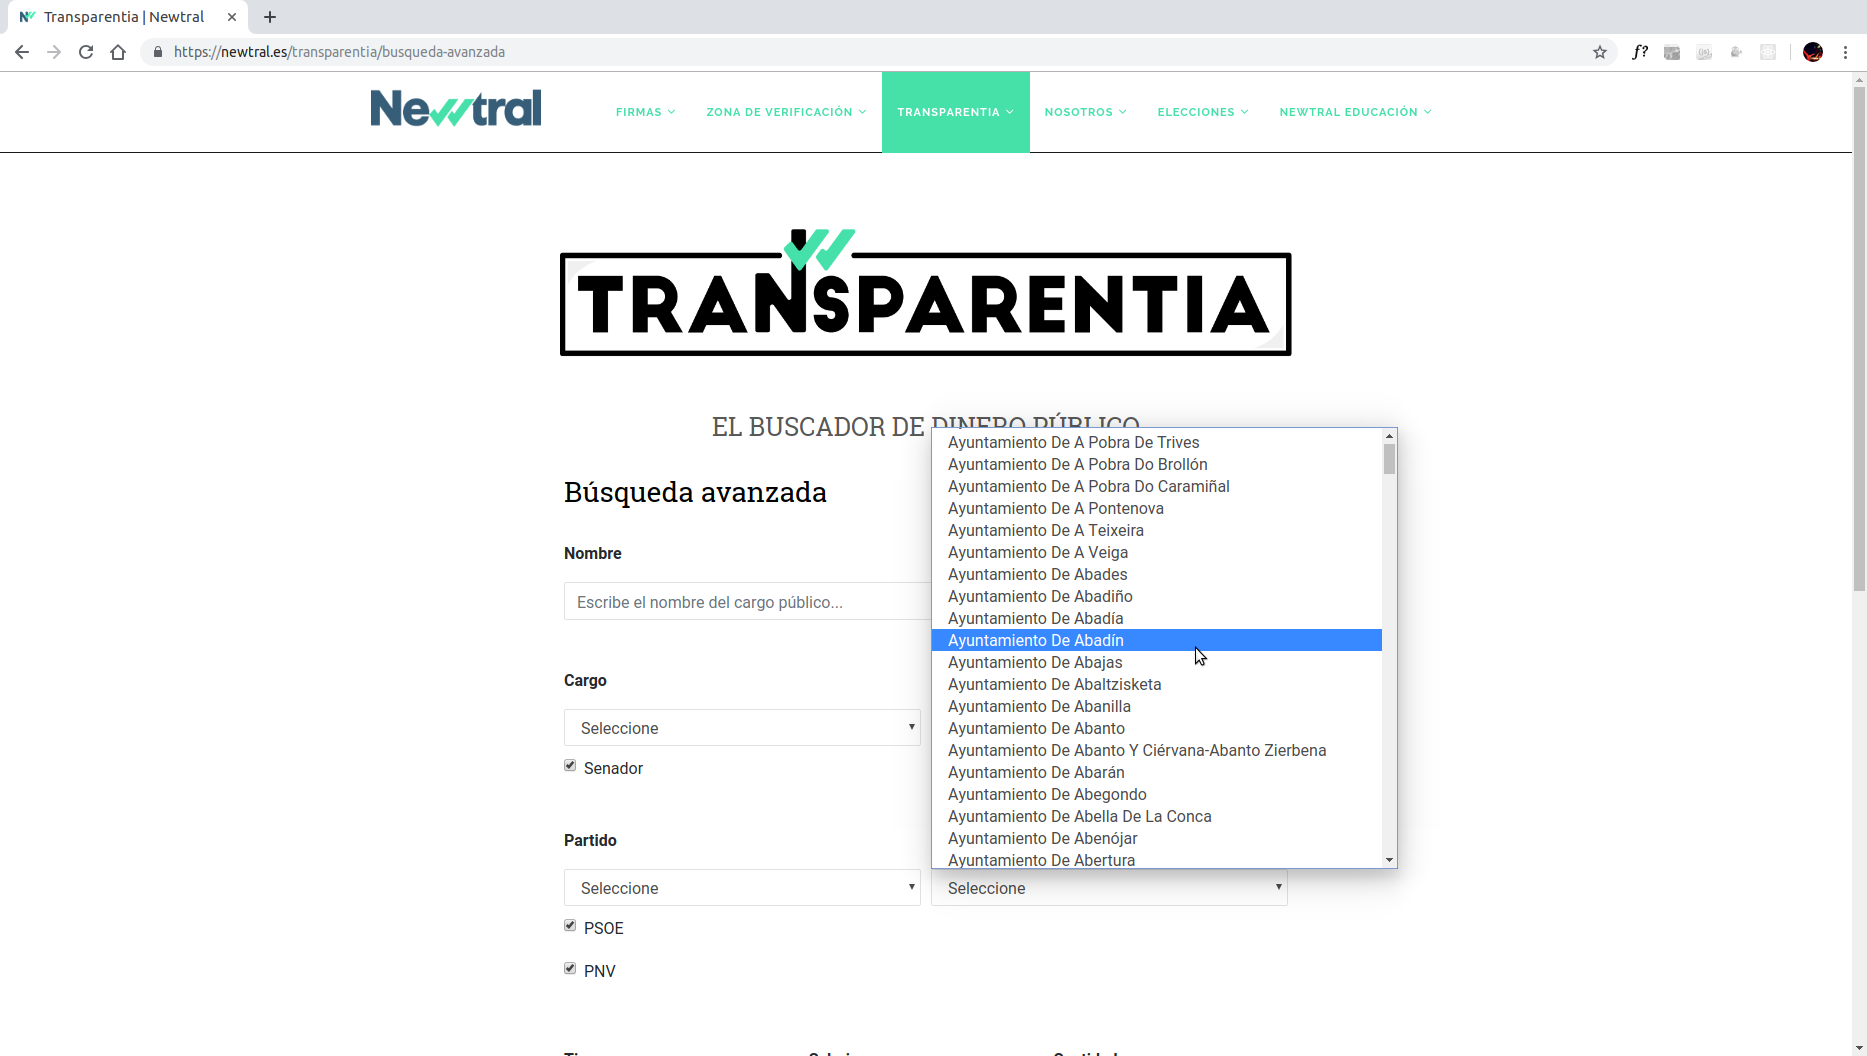 Transparentia | Newtral
https://newtral.es/transparentia/busqueda-avanzada
f?
Newtral
FIRMAS
ZONA DE VERIFICACIÓN
TRANSPARENTIA
NOSOTROS
ELECCIONES
NEWTRAL EDUCACIÓN
TRANSPARENTIA
EL BUSCADOR DE DINERO PÚBLICO
Búsqueda avanzada
Nombre
Escribe el nombre del cargo público...
Cargo
Seleccione
Senador
Ayuntamiento De A Pobra De Trives
Ayuntamiento De A Pobra Do Brollón
Ayuntamiento De A Pobra Do Caramiñal
Ayuntamiento De A Pontenova
Ayuntamiento De A Teixeira
Ayuntamiento De A Veiga
Ayuntamiento De Abades
Ayuntamiento De Abadiño
Ayuntamiento De Abadía
Ayuntamiento De Abadín
Ayuntamiento De Abajas
Ayuntamiento De Abaltzisketa
Ayuntamiento De Abanilla
Ayuntamiento De Abanto
Ayuntamiento De Abanto Y Ciérvana-Abanto Zierbena
Ayuntamiento De Abarán
Ayuntamiento De Abegondo
Ayuntamiento De Abella De La Conca
Ayuntamiento De Abenójar
Ayuntamiento De Abertura
Partido
Seleccione
Seleccione
PSOE
PNV